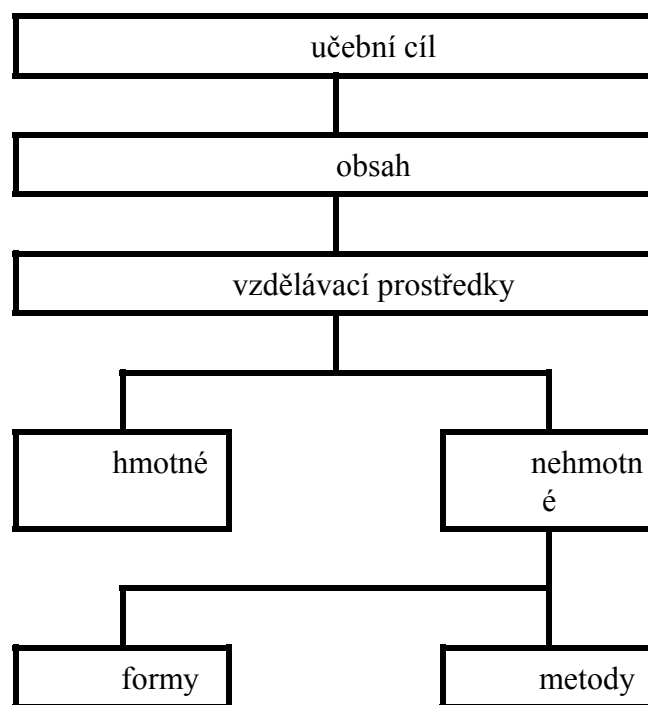 učební cíl
obsah
vzdělávací prostředky
hmotné
nehmotn
é
formy
metody